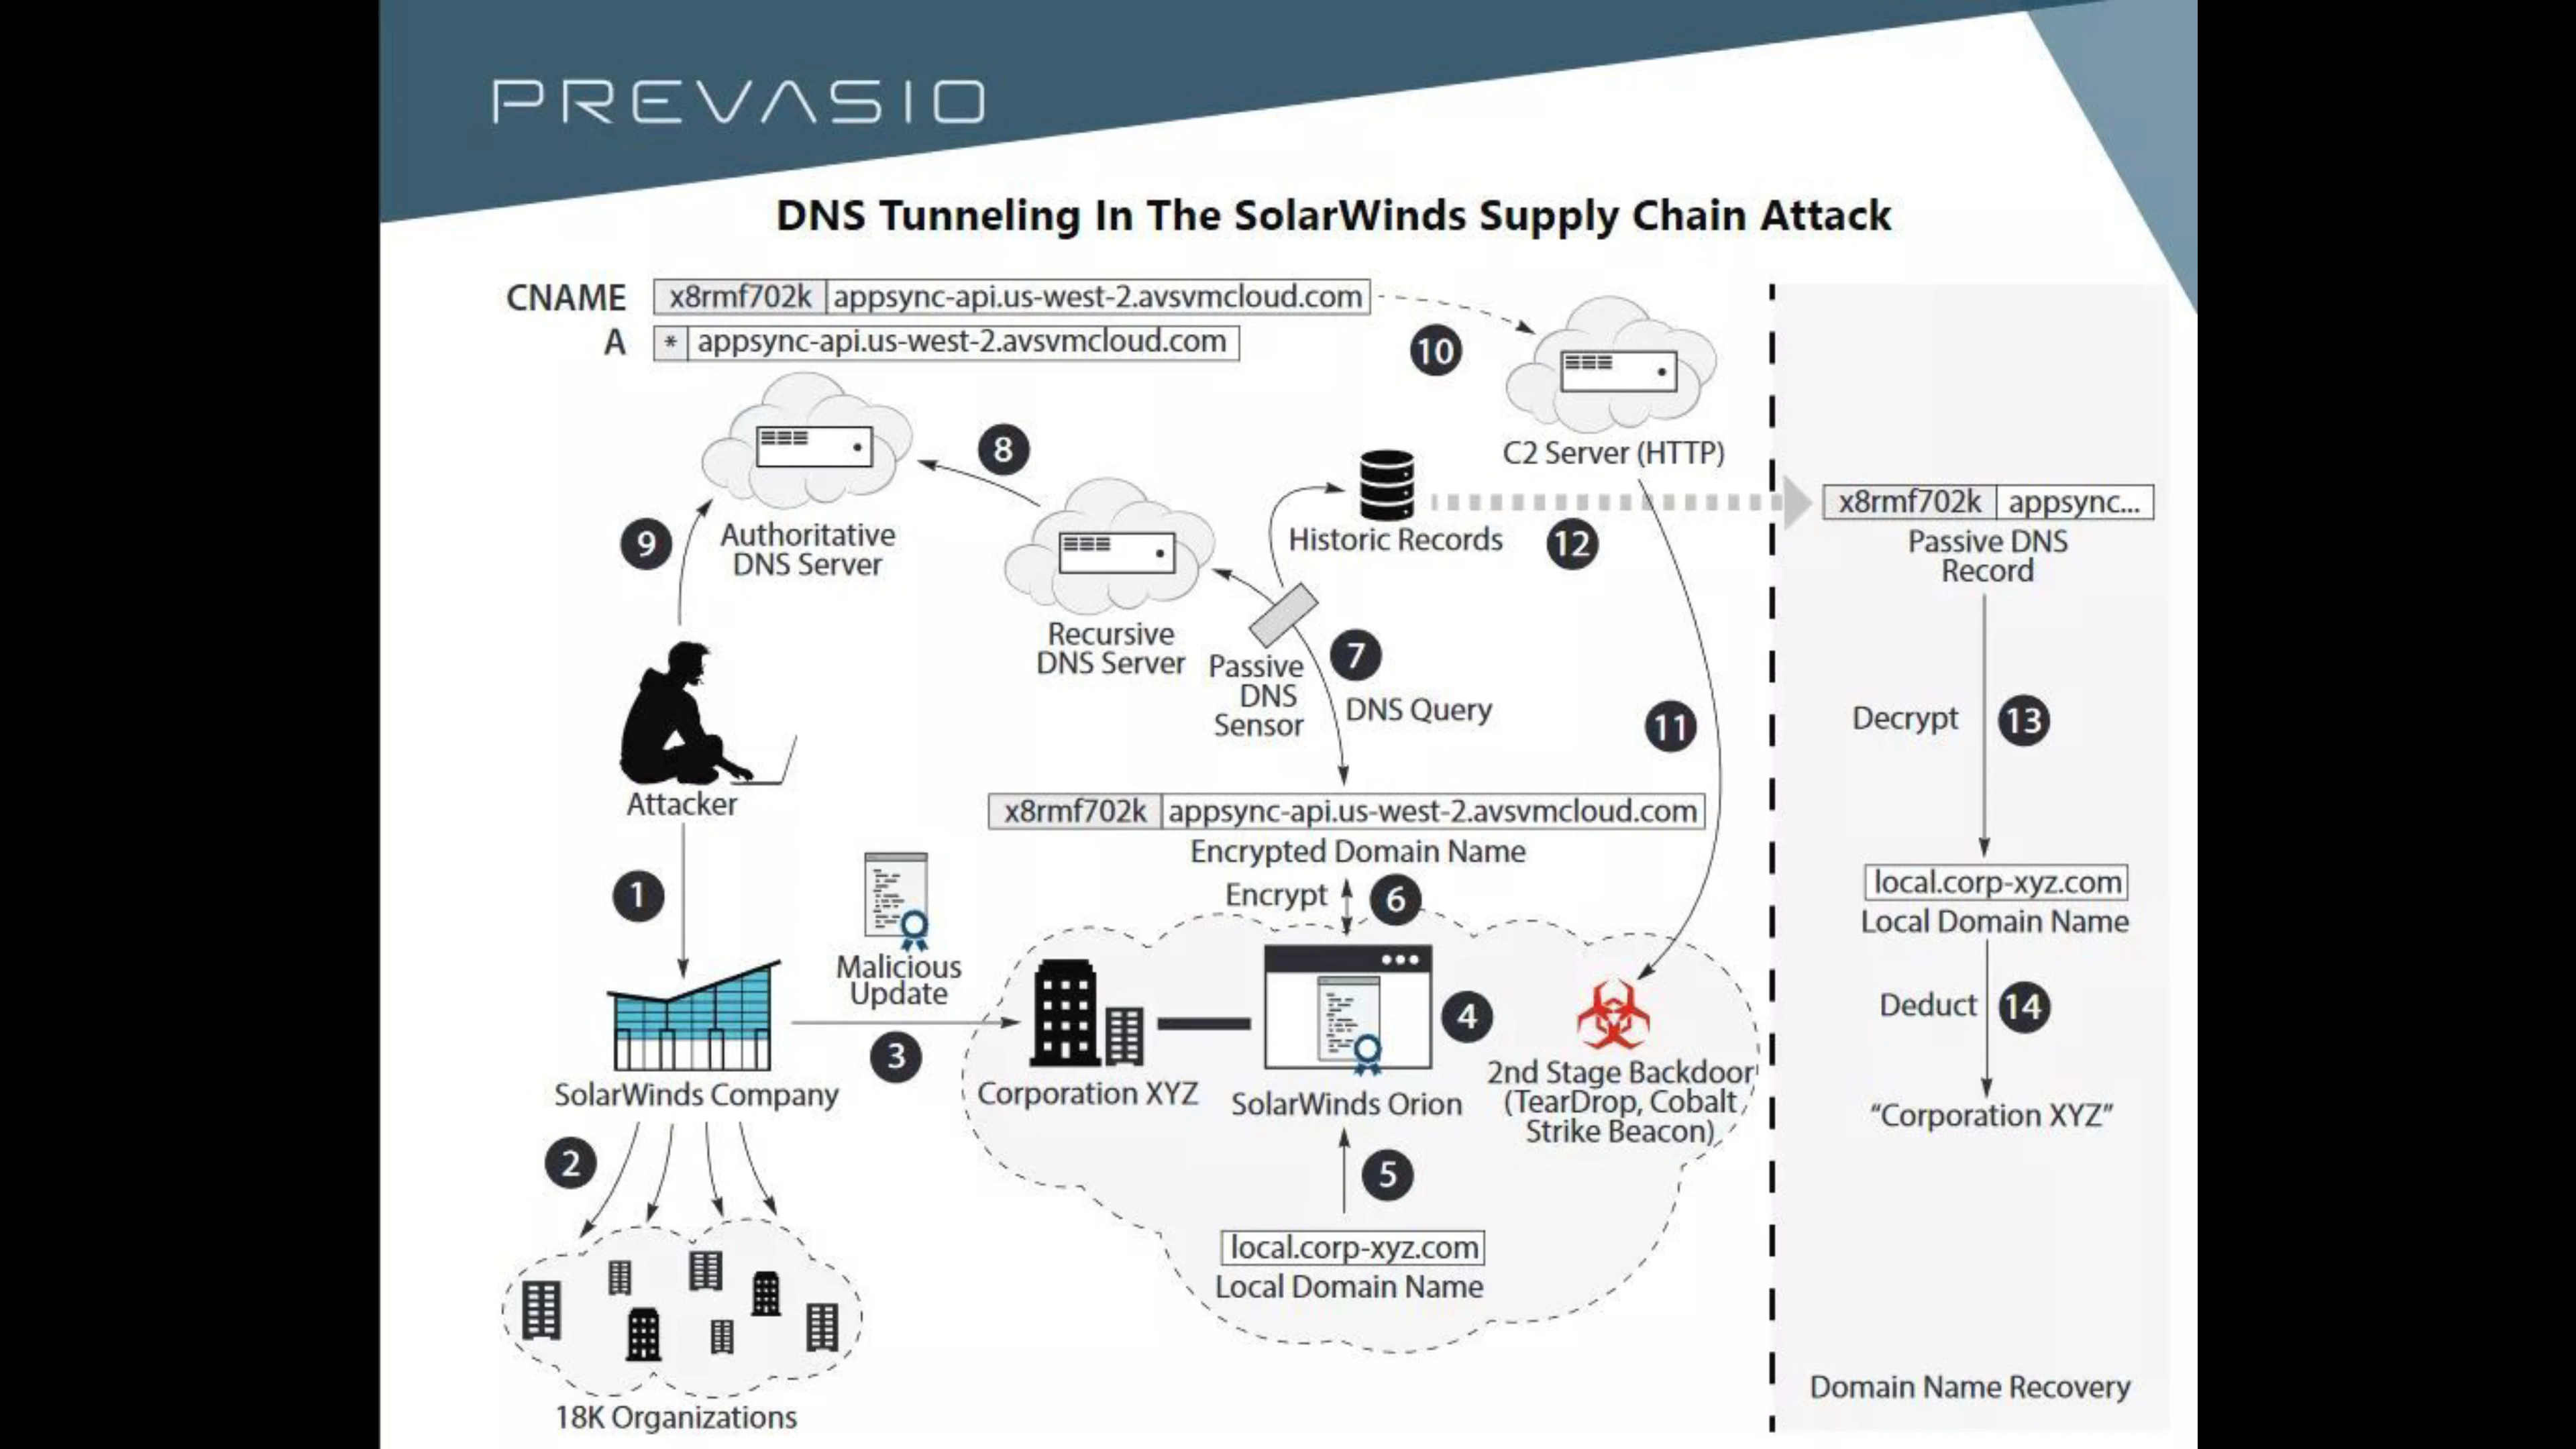 PREVASIO
DNS Tunneling In The SolarWinds Supply Chain Attack
CNAME x8rmf702k appsync-api.us-west-2.avsvmcloud.com
A * appsync-api.us-west-2.avsvmcloud.com
10
C2 Server (HTTP)
8
Authoritative
DNS Server
9
Recursive
DNS Server
Historic Records
12
Passive
DNS
Sensor
7
DNS Query
11
Attacker
x8rmf702k appsync-api.us-west-2.avsvmcloud.com
Encrypted Domain Name
Encrypt 6
1
Malicious
Update
3
SolarWinds Company
2
18K Organizations
Corporation XYZ
SolarWinds Orion
4
2nd Stage Backdoor
(TearDrop, Cobalt
Strike Beacon)
5
local.corp-xyz.com
Local Domain Name
x8rmf702k appsync...
Passive DNS
Record
Decrypt 13
local.corp-xyz.com
Local Domain Name
Deduct 14
“Corporation XYZ”
Domain Name Recovery